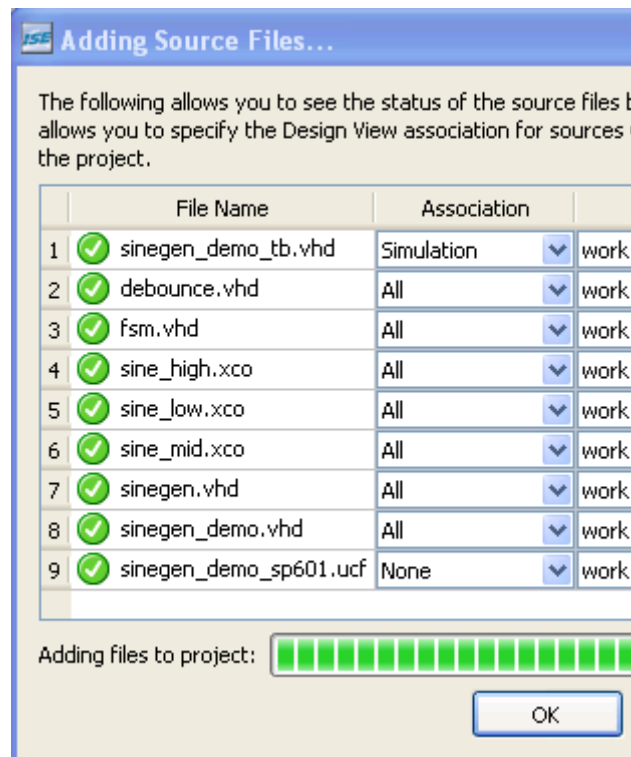 ISE Adding Source Files...
The following allows you to see the status of the source files
allows you to specify the Design View association for sources
the project.
File Name Association
1 sinegen_demo_tb.vhd Simulation work
2 debounce.vhd All work
3 fsm.vhd All work
4 sine_high.xco All work
5 sine_low.xco All work
6 sine_mid.xco All work
7 sinegen.vhd All work
8 sinegen_demo.vhd All work
9 sinegen_demo_sp601.ucf None work
Adding files to project:
OK